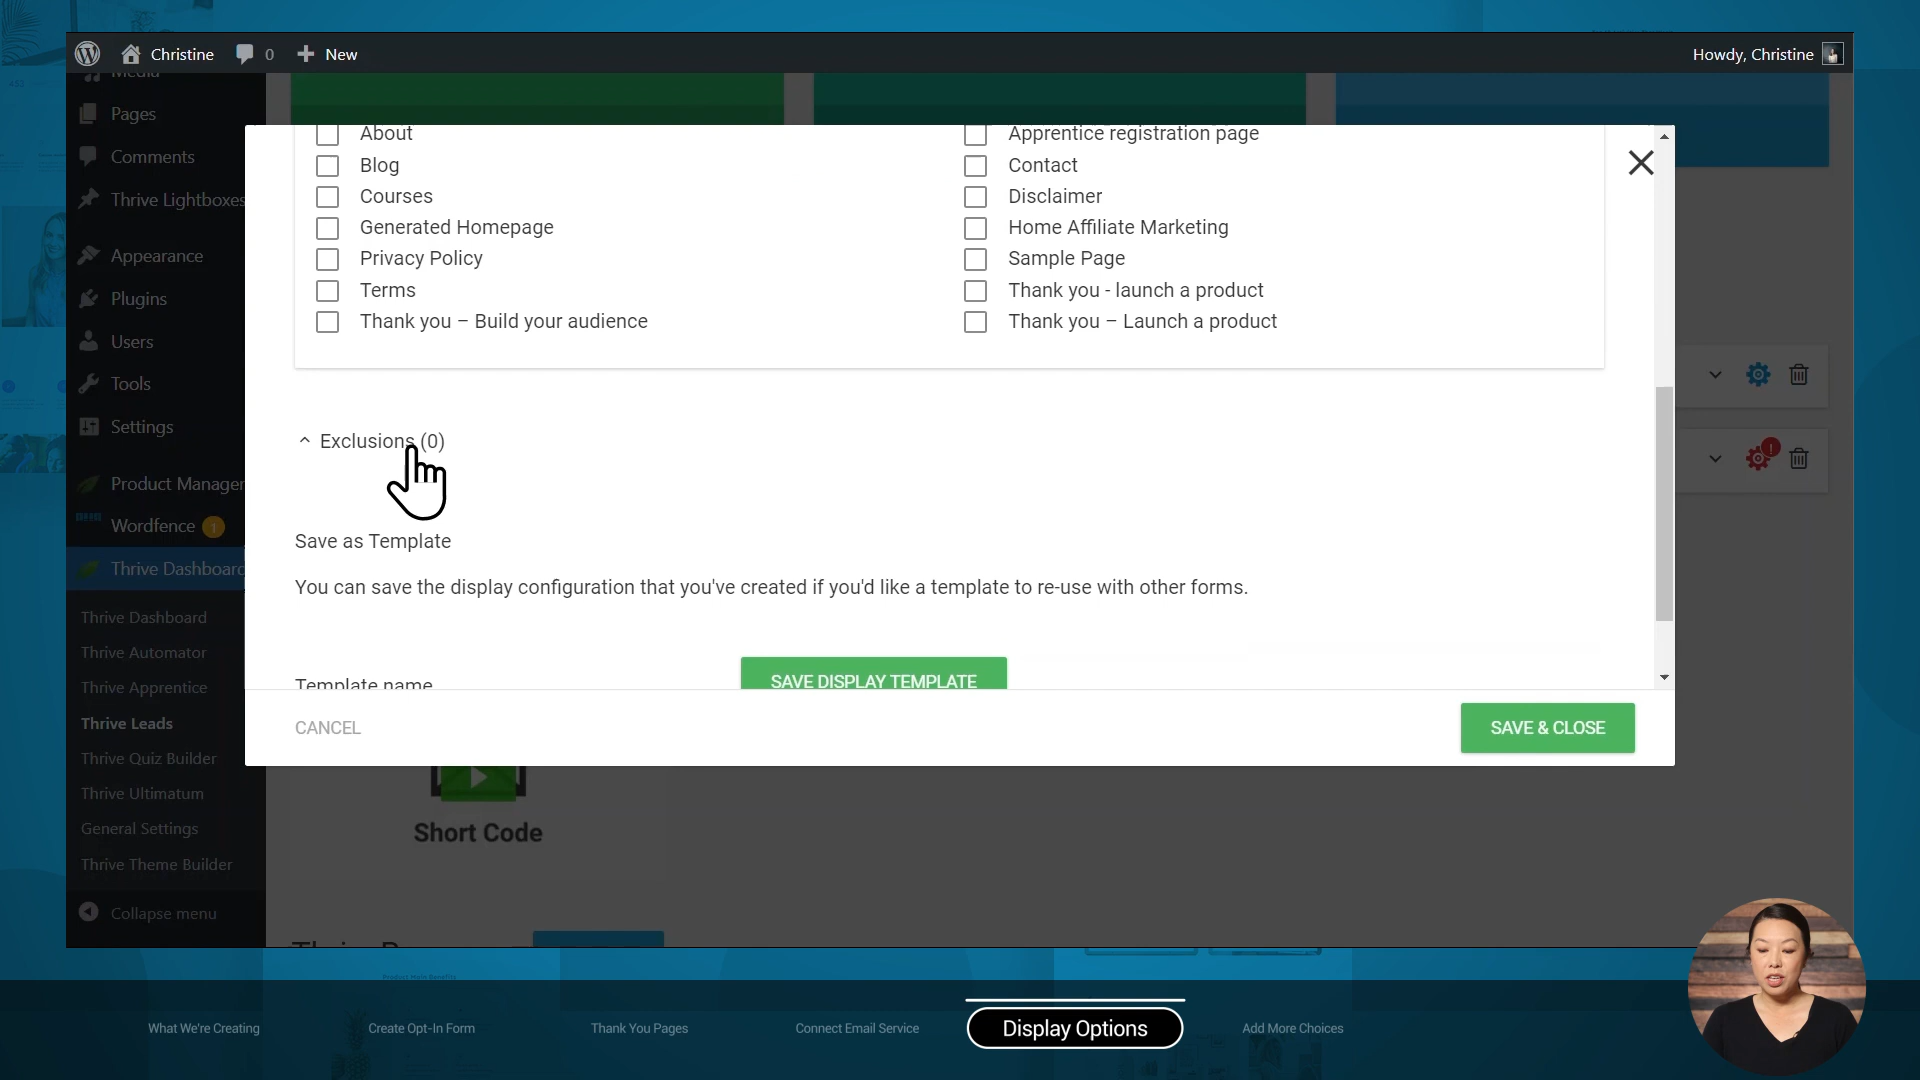 Christine
0
New
Howdy, Christine
Media
Pages
Comments
Thrive Lightboxes
Appearance
Plugins
Users
Tools
Settings
Product Manager
Wordfence 1
Thrive Dashboard
Thrive Dashboard
Thrive Automator
Thrive Apprentice
Thrive Leads
Thrive Quiz Builder
Thrive Ultimatum
General Settings
Thrive Theme Builder
Collapse menu
About
Apprentice registration page
Blog
Contact
Courses
Disclaimer
Generated Homepage
Home Affiliate Marketing
Privacy Policy
Sample Page
Terms
Thank you - launch a product
Thank you – Build your audience
Thank you – Launch a product
Exclusions (0)
Save as Template
You can save the display configuration that you've created if you'd like a template to re-use with other forms.
Template name
SAVE DISPLAY TEMPLATE
CANCEL
SAVE & CLOSE
!
Short Code
Product Main Benefits
What We're Creating
Create Opt-In Form
Thank You Pages
Connect Email Service
Display Options
Add More Choices